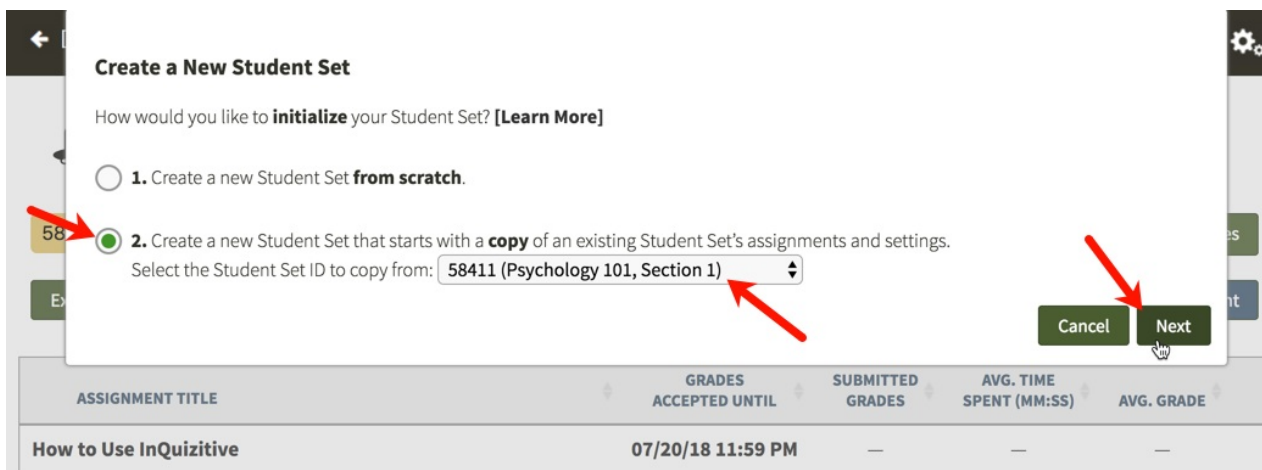 Create a New Student Set
How would you like to initialize your Student Set? [Learn More]
1. Create a new Student Set from scratch.
58
2. Create a new Student Set that starts with a copy of an existing Student Set's assignments and settings.
Select the Student Set ID to copy from: 58411 (Psychology 101, Section 1)
Cancel Next
ASSIGNMENT TITLE
GRADES ACCEPTED UNTIL
SUBMITTED GRADES
AVG. TIME SPENT (MM:SS)
AVG. GRADE
How to Use InQuizitive 07/20/18 11:59 PM — — —